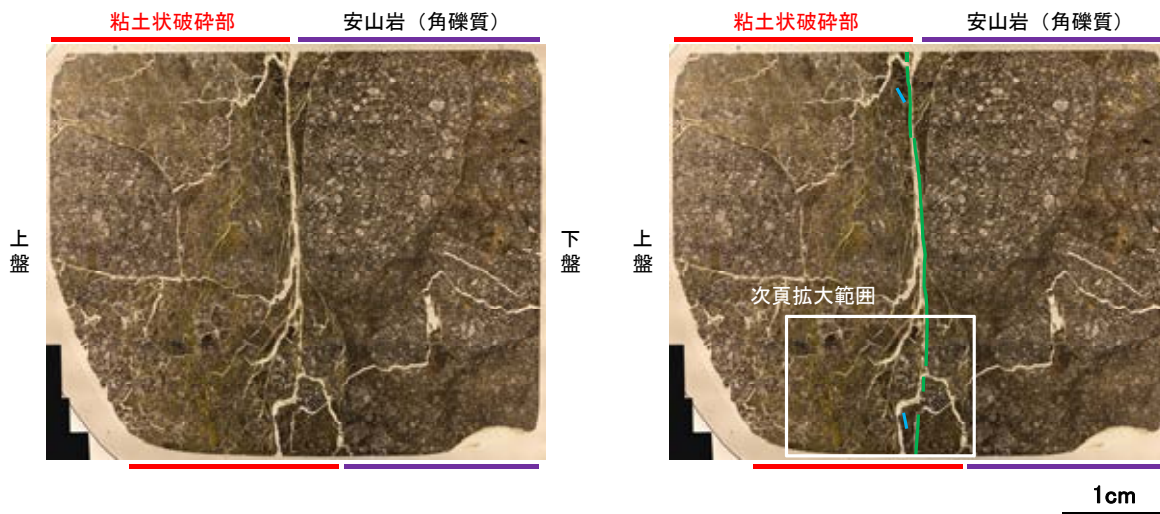 粘土状破砕部
安山岩（角礫質）
粘土状破砕部
安山岩（角礫質）
上盤
下盤
上盤
次頁拡大範囲
1cm